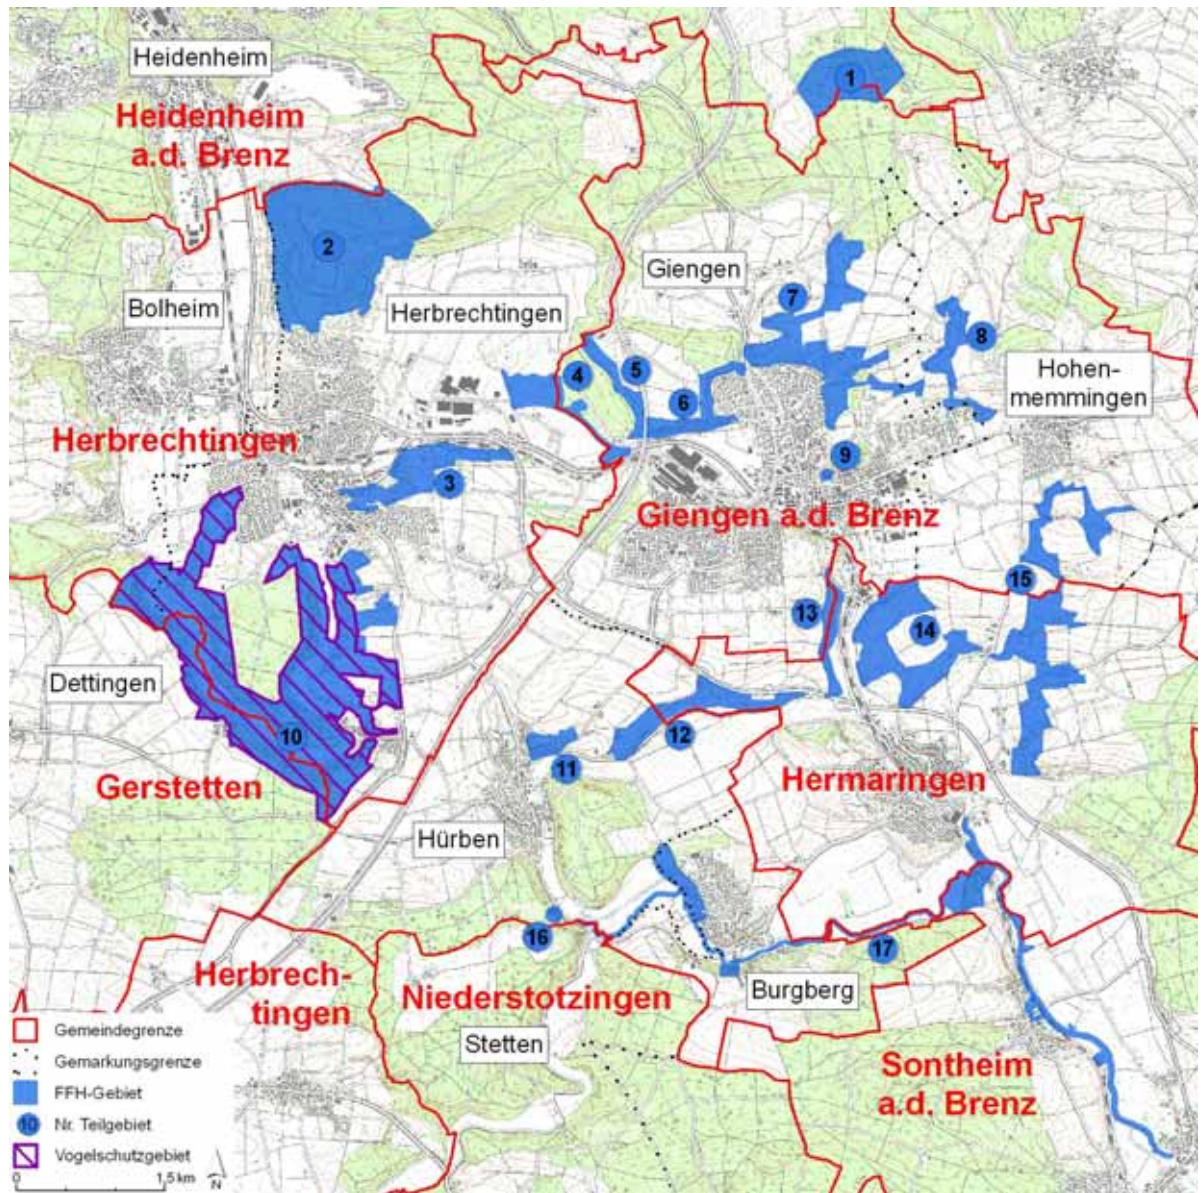 Heidenheim
Heidenheim
a.d. Brenz
1
2
Bolheim
Giengen
Herbrechtingen
7
8
4
5
6
Hohen-
memmingen
Herbrechtingen
3
9
Giengen a.d. Brenz
15
13
14
Dettingen
10
12
11
Gerstetten
Hermaringen
Hürben
16
17
Herbrech-
tingen
Niederstotzingen
Burgberg
Stetten
Sontheim
a.d. Brenz
Gemeindegrenze
Gemarkungsgrenze
FFH-Gebiet
10 Nr. Teilgebiet
Vogelschutzgebiet
0 1,5 km
N